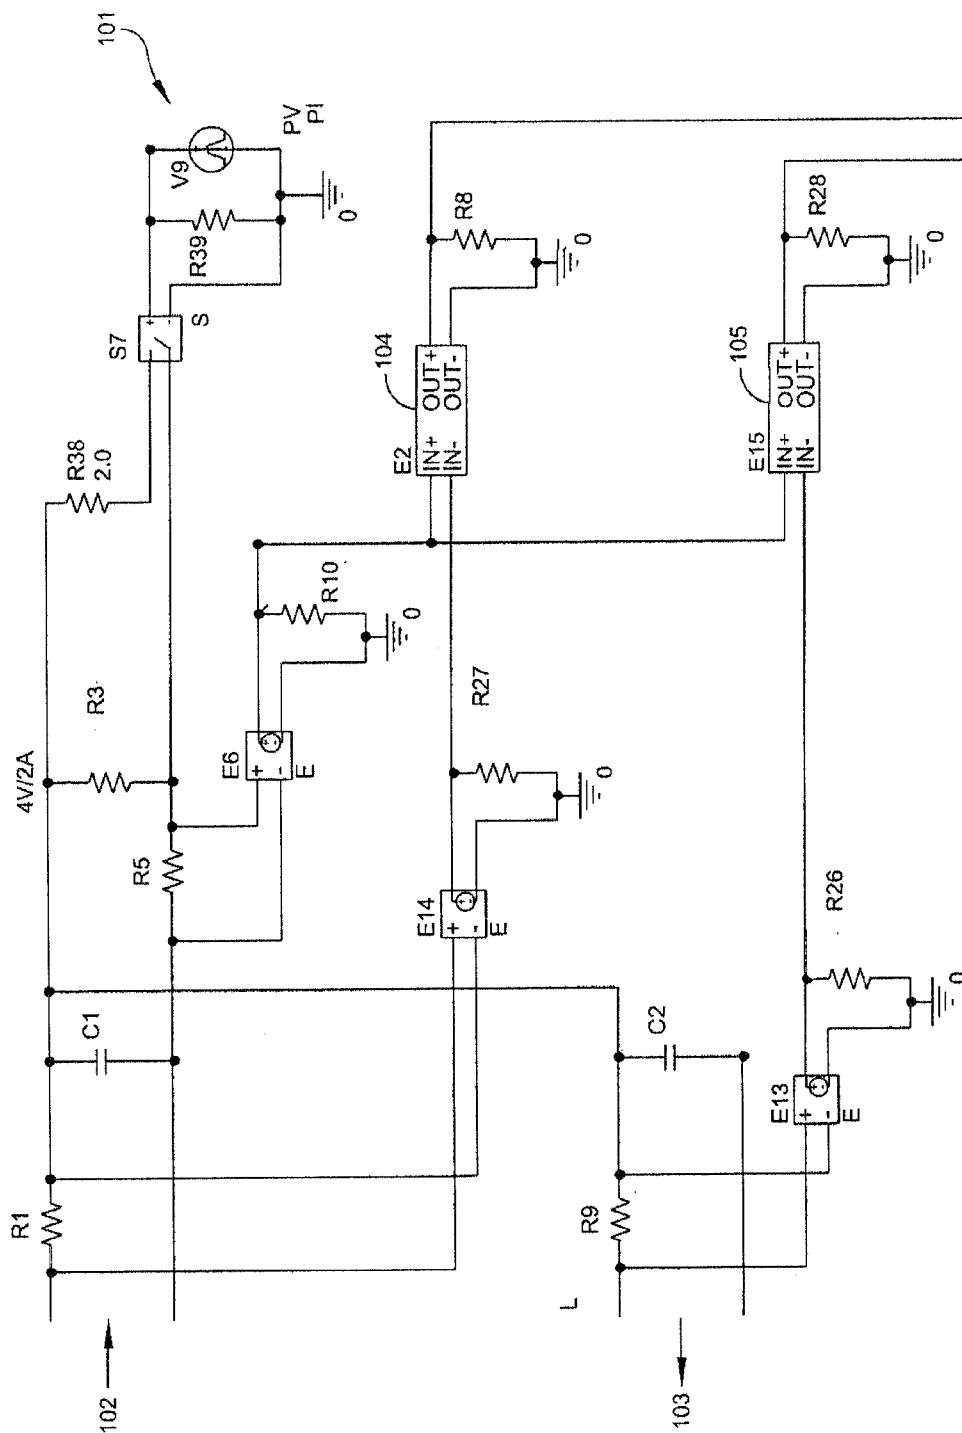 101
V9
PV
PI
R39
0
S7
S
R38
2.0
4V/2A
R3
R5
E6
+
-
E
R10
0
C1
R1
102
104
E2
IN+ OUT+
IN- OUT-
R8
0
R27
E14
+
-
E
0
105
E15
IN+ OUT+
IN- OUT-
R28
0
C2
R9
L
103
E13
+
-
E
R26
0